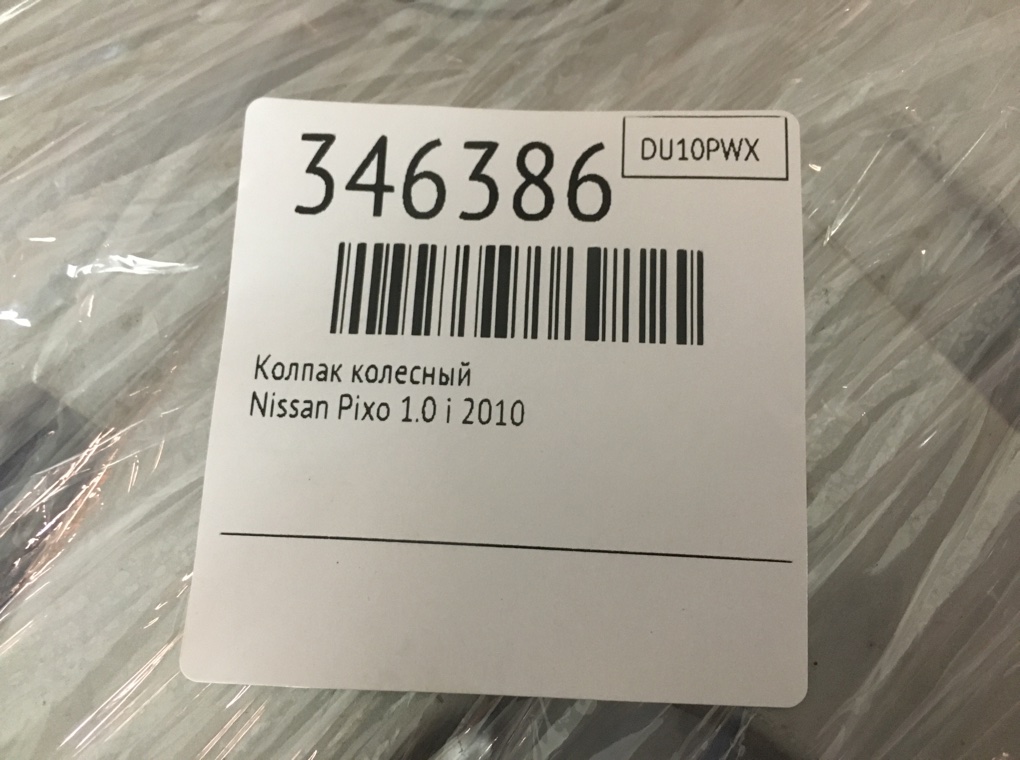 346386
DU10PWX
Колпак колесный
Nissan Pixo 1.0 i 2010